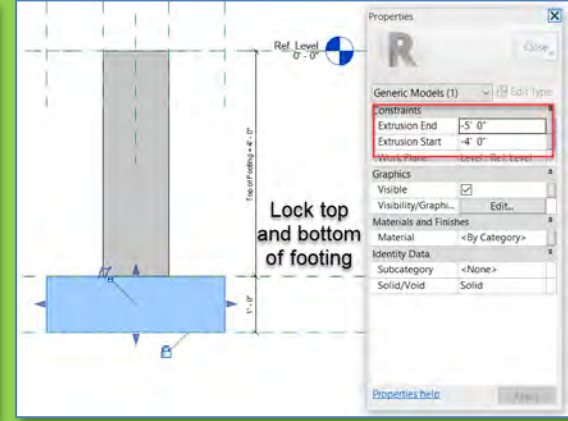 Ref. Level
0' - 0"
Top of Footing = 4' - 0"
1' - 0"
Lock top
and bottom
of footing
Properties
R
Close
Generic Models (1)
Edit Type
Constraints
Extrusion End -5' 0"
Extrusion Start -4' 0"
Work Plane Level : Ref. Level
Graphics
Visible
Visibility/Graphi... Edit...
Materials and Finishes
Material <By Category>
Identity Data
Subcategory <None>
Solid/Void Solid
Properties help
Apply